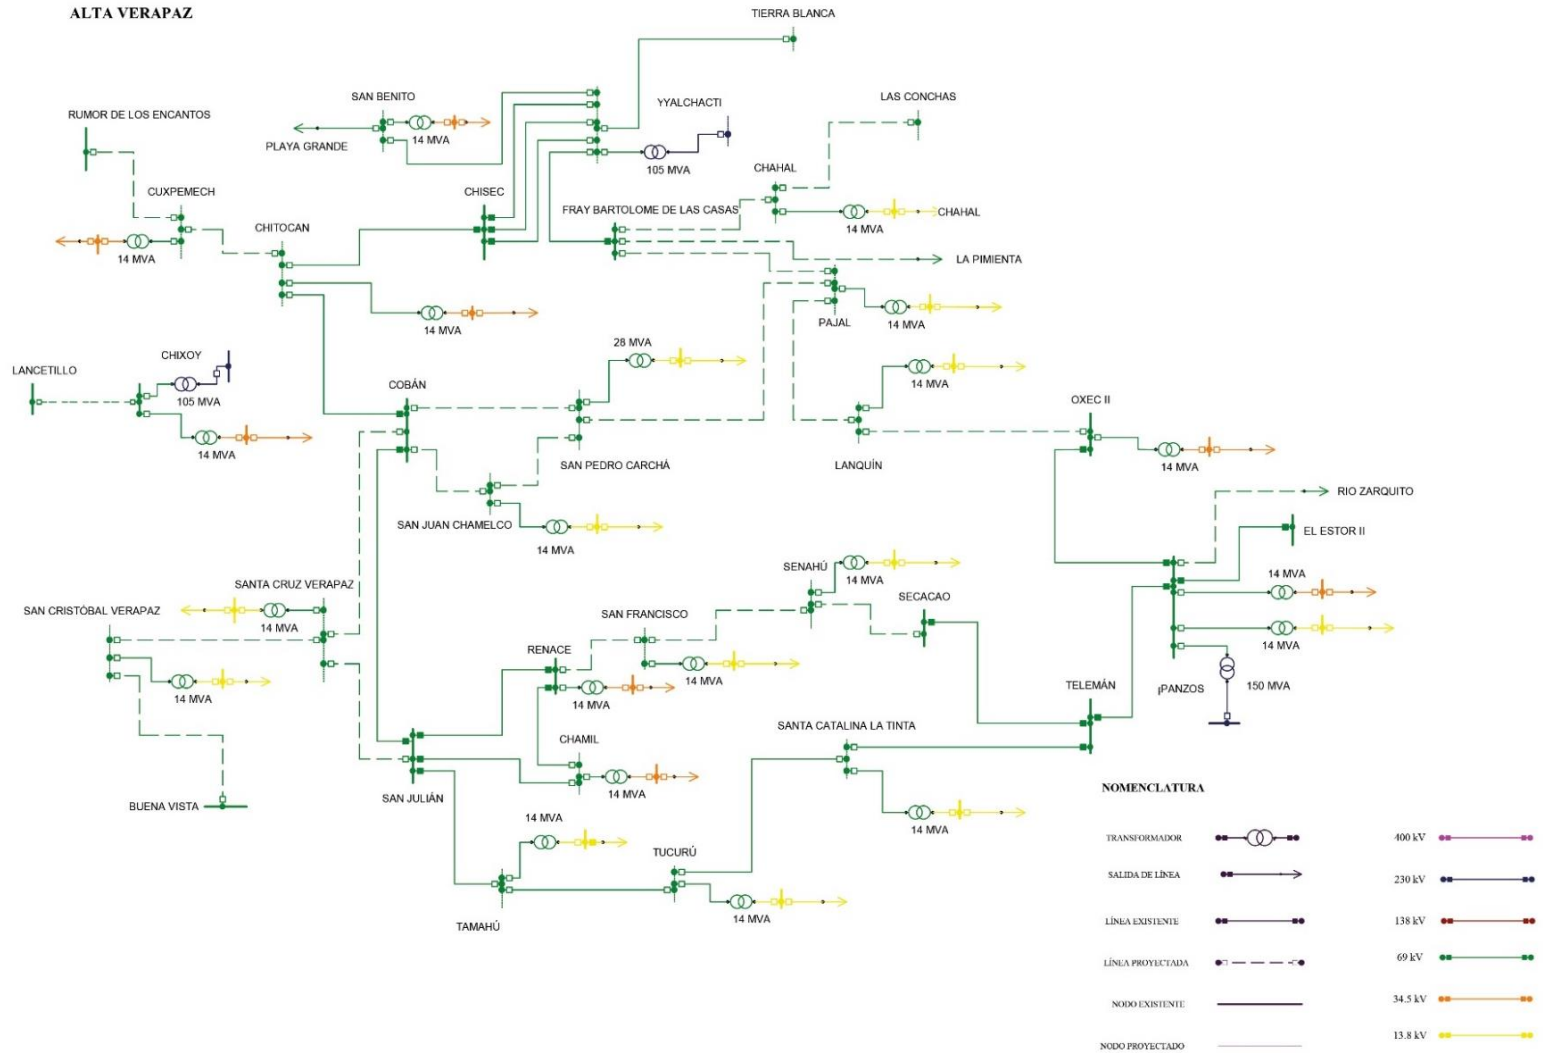 ALTA VERAPAZ
TIERRA BLANCA
SAN BENITO
YYALCHACTI
LAS CONCHAS
RUMOR DE LOS ENCANTOS
PLAYA GRANDE
14 MVA
105 MVA
CHAHAL
CUXPEMECH
CHISEC
FRAY BARTOLOME DE LAS CASAS
CHAHAL
14 MVA
CHITOCAN
14 MVA
LA PIMIENTA
14 MVA
PAJAL
14 MVA
28 MVA
CHIXOY
LANCETILLO
105 MVA
COBÁN
14 MVA
OXEC II
14 MVA
SAN PEDRO CARCHÁ
LANQUÍN
14 MVA
RIO ZARQUITO
SAN JUAN CHAMELCO
EL ESTOR II
14 MVA
SENAHÚ
14 MVA
14 MVA
SANTA CRUZ VERAPAZ
SECACAO
SAN CRISTÓBAL VERAPAZ
SAN FRANCISCO
14 MVA
14 MVA
RENACE
14 MVA
14 MVA
TELEMÁN
¡PANZOS
150 MVA
14 MVA
SANTA CATALINA LA TINTA
CHAMIL
SAN JULIÁN
14 MVA
BUENA VISTA
14 MVA
14 MVA
TUCURÚ
14 MVA
TAMAHÚ
NOMENCLATURA
TRANSFORMADOR
400 kV
SALIDA DE LÍNEA
230 kV
LÍNEA EXISTENTE
138 kV
LÍNEA PROYECTADA
69 kV
NODO EXISTENTE
34.5 kV
NODO PROYECTADO
13.8 kV